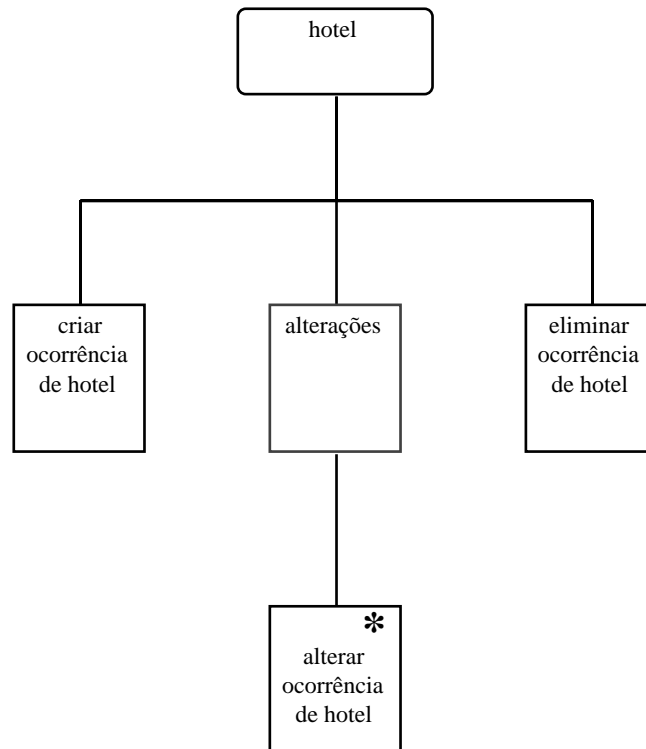 hotel
criar
ocorrência
de hotel
alterações
eliminar
ocorrência
de hotel
*
alterar
ocorrência
de hotel